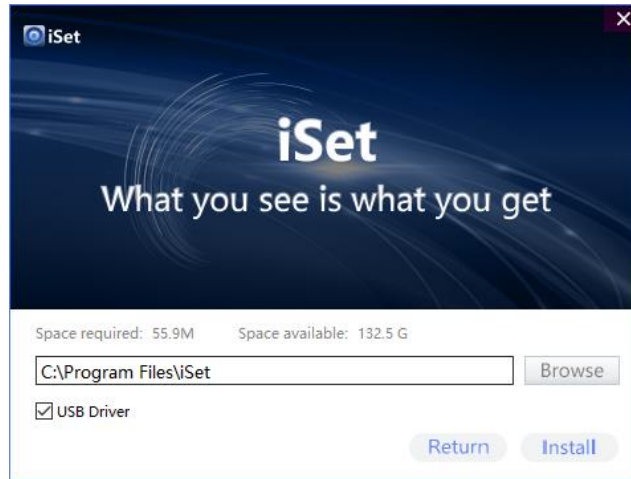 iSet
iSet
What you see is what you get
Space required: 55.9M Space available: 132.5 G
C:\Program Files\iSet Browse
USB Driver
Return Install